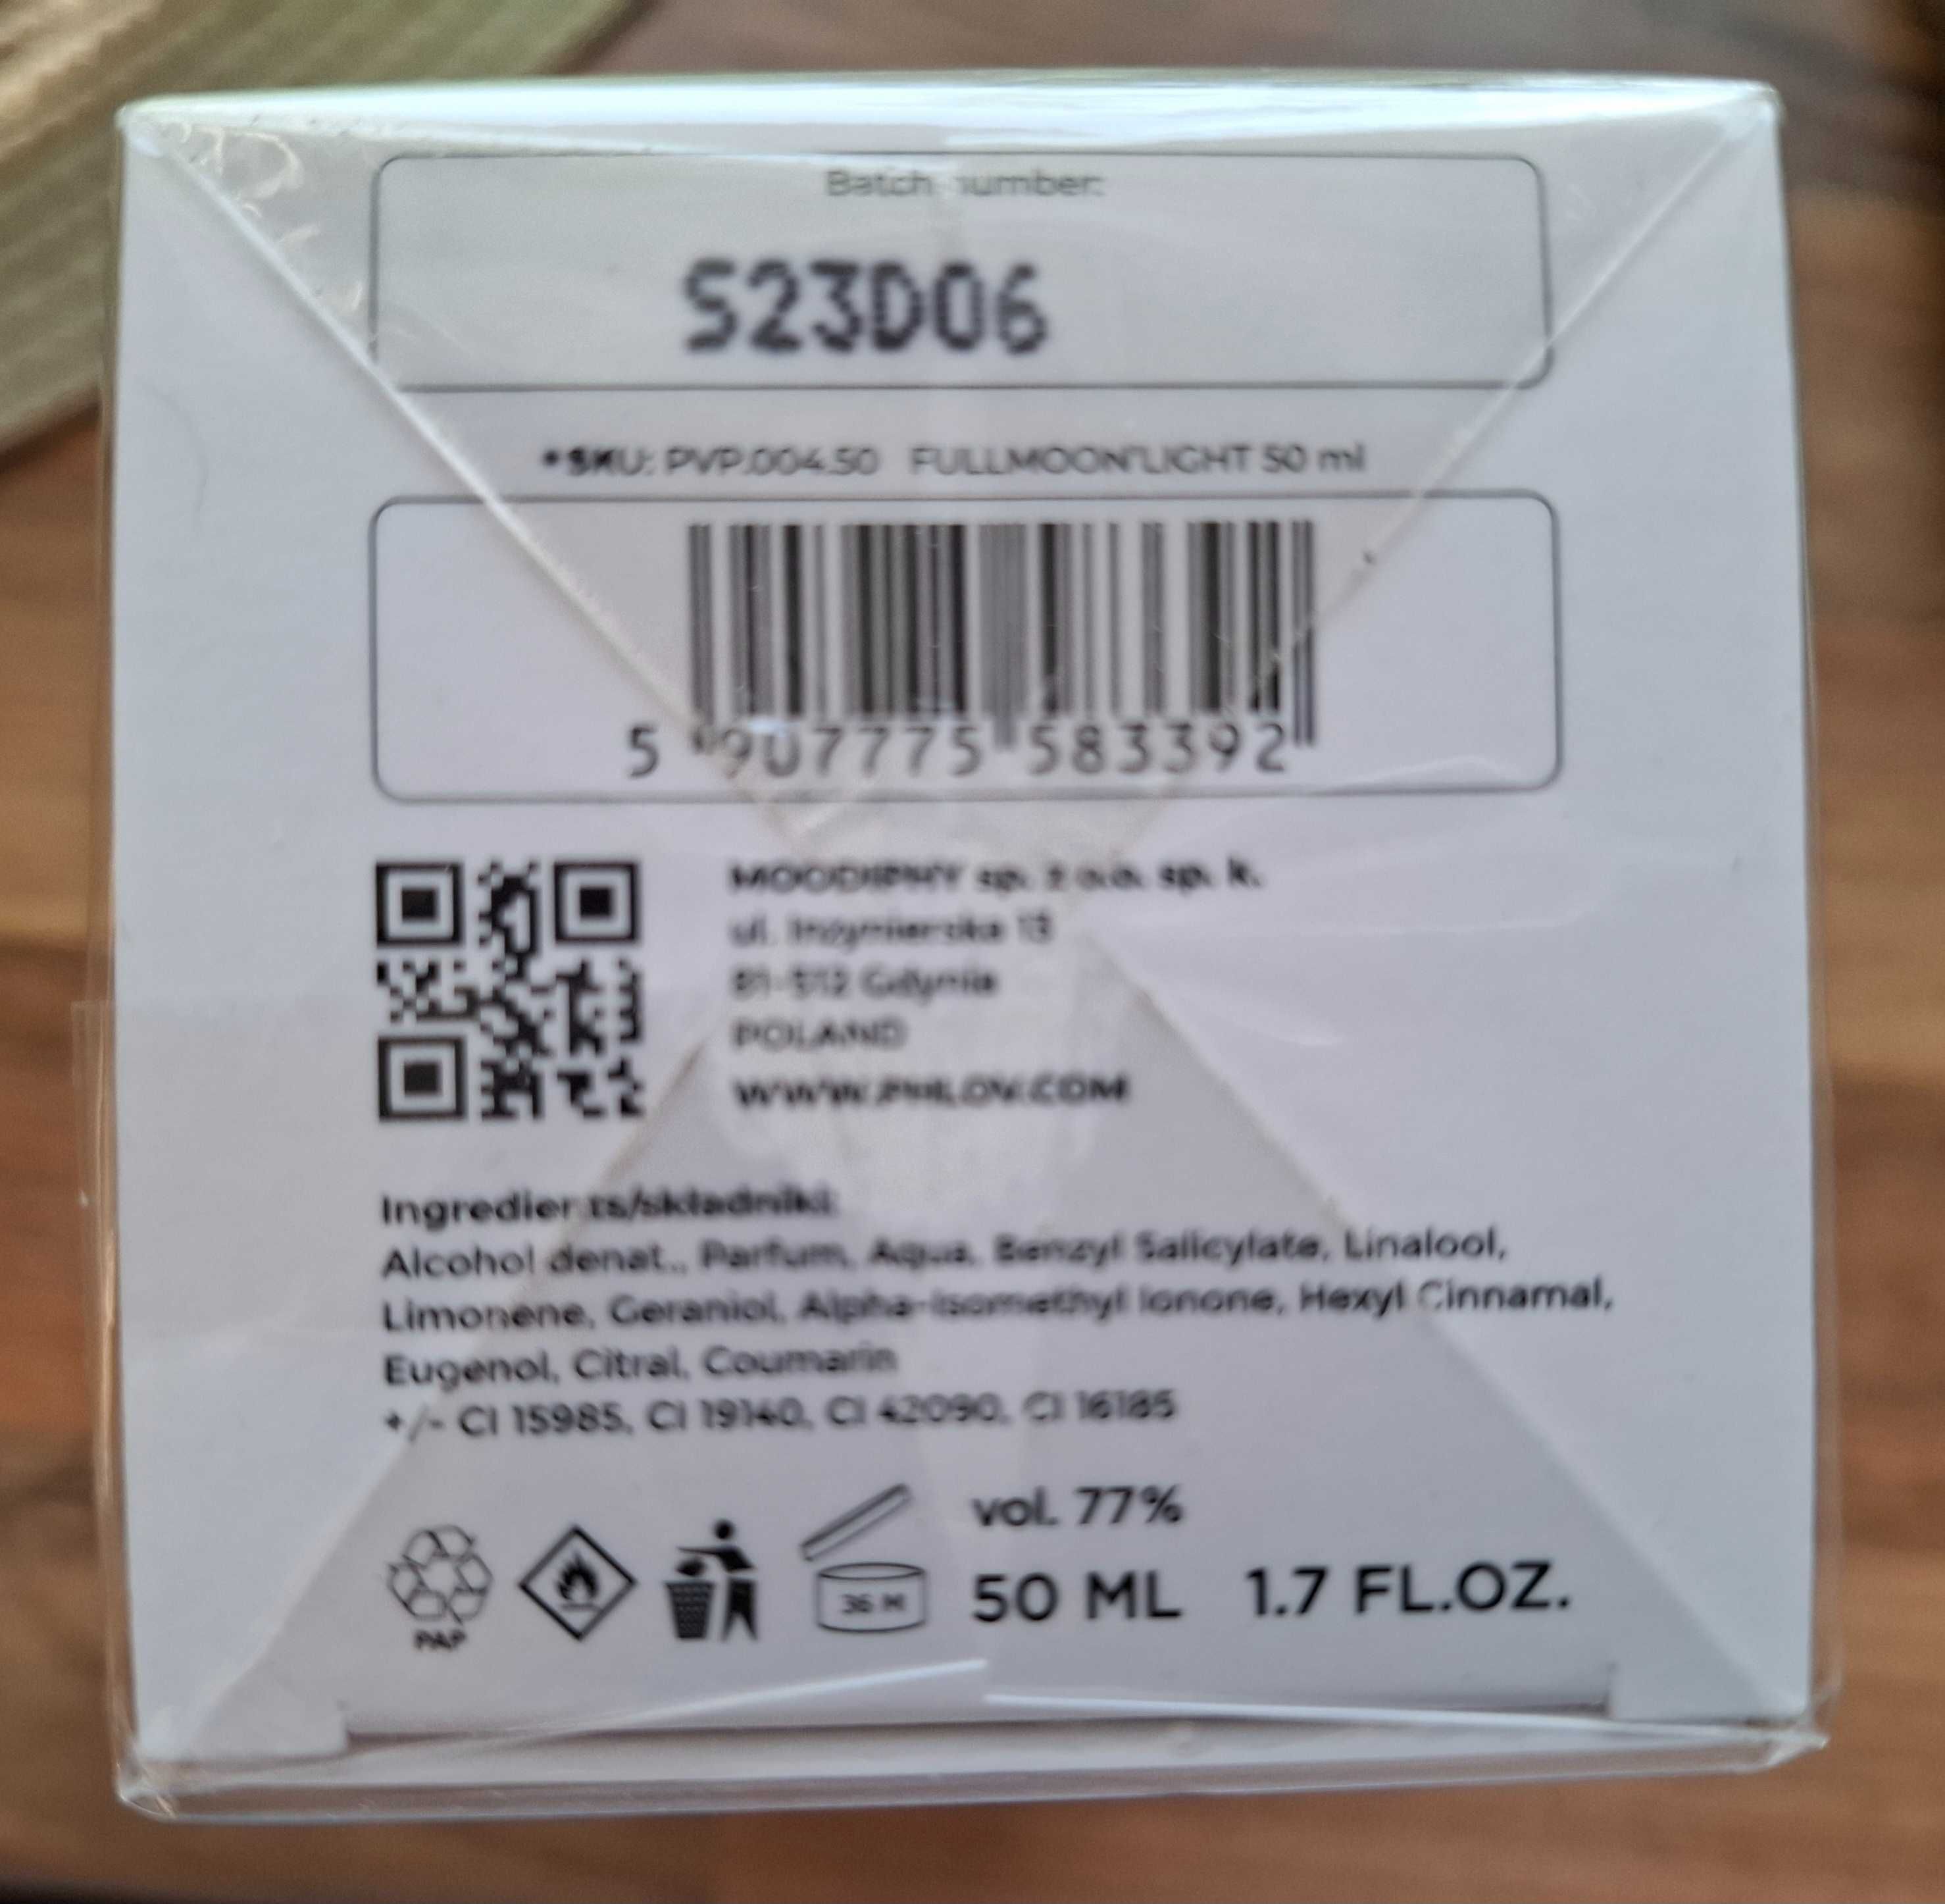 Batch number:
S23D06
*SKU: PVP.004.50 FULLMOON'LIGHT 50 ml
5 907775 583392
MOODIPHY sp. z o.o. sp. k.
ul. Inżynierska 13
81-512 Gdynia
POLAND
WWW.PHLOV.COM
Ingredients/składniki:
Alcohol denat., Parfum, Aqua, Benzyl Salicylate, Linalool,
Limonene, Geraniol, Alpha-Isomethyl Ionone, Hexyl Cinnamal,
Eugenol, Citral, Coumarin
+/- CI 15985, CI 19140, CI 42090, CI 16185
vol. 77%
36 M
50 ML 1.7 FL.OZ.
PAP